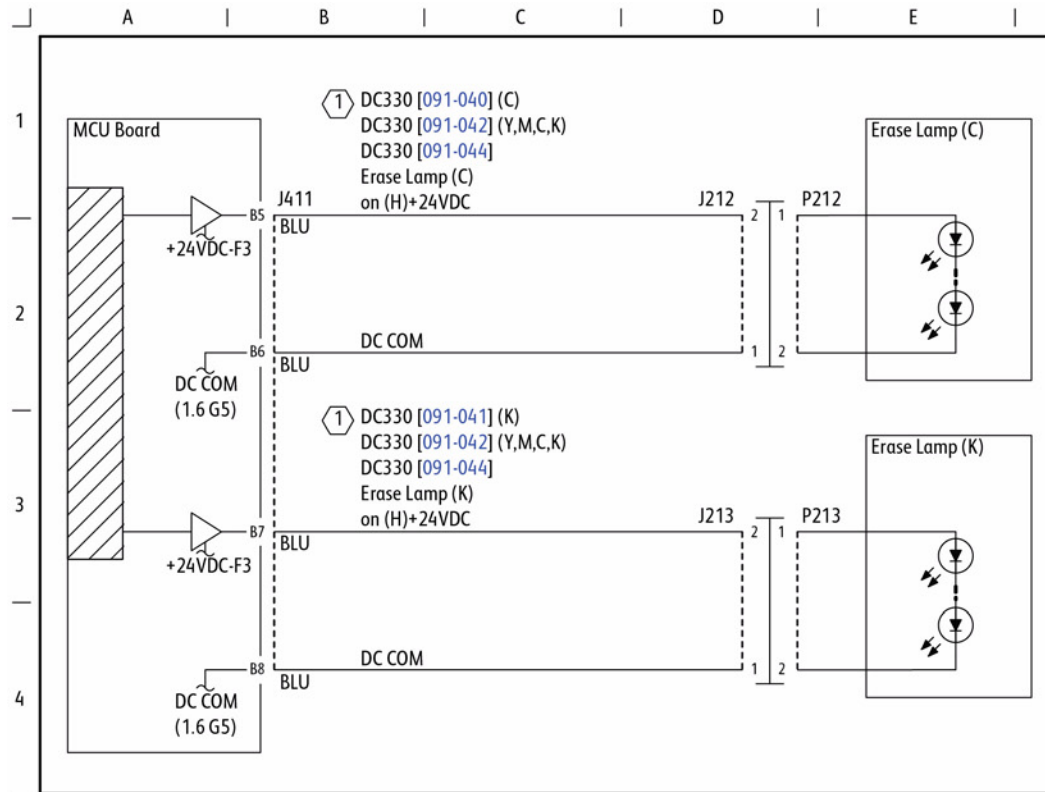 A B C D E
1
MCU Board
1 DC330 [091-040] (C)
DC330 [091-042] (Y,M,C,K)
DC330 [091-044]
Erase Lamp (C)
on (H)+24VDC
Erase Lamp (C)
B5 J411 J212 2 1 P212
BLU
+24VDC-F3
2
DC COM
B6 1 2
BLU
DC COM
(1.6 G5)
1 DC330 [091-041] (K)
DC330 [091-042] (Y,M,C,K)
DC330 [091-044]
Erase Lamp (K)
on (H)+24VDC
Erase Lamp (K)
3
B7 J213 2 1 P213
BLU
+24VDC-F3
DC COM
B8 1 2
BLU
4
DC COM
(1.6 G5)